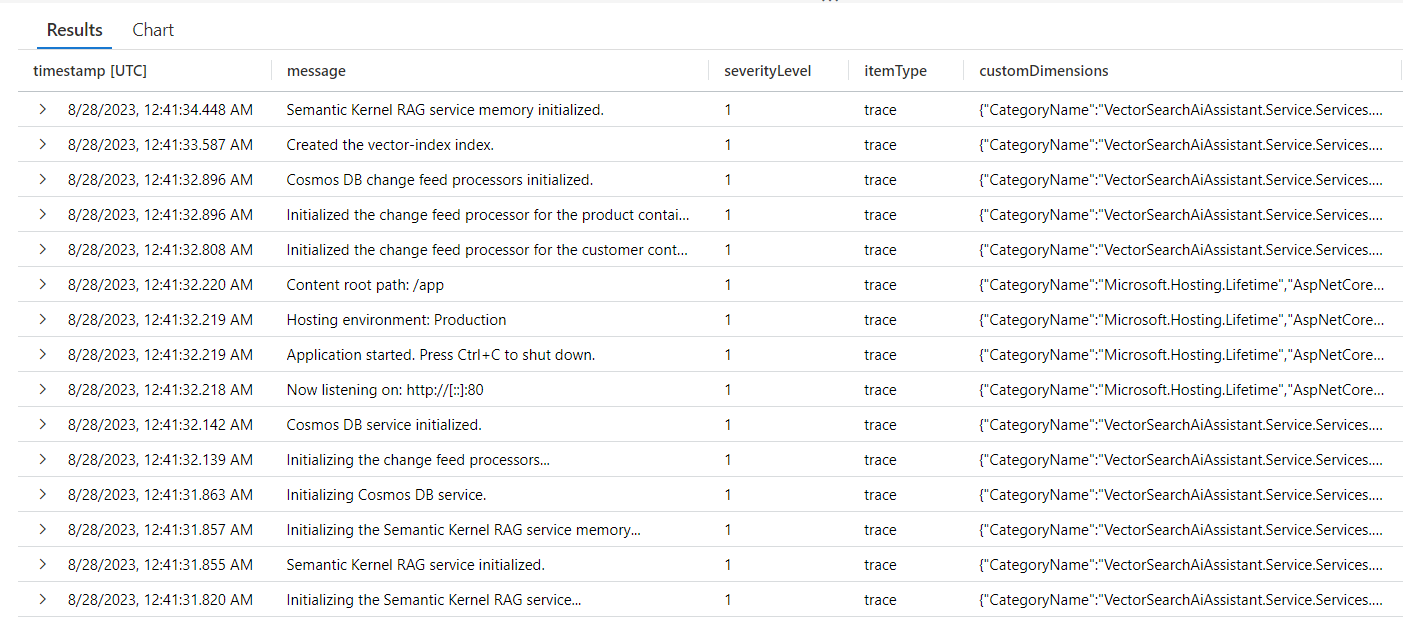 Results Chart
timestamp [UTC] message severityLevel itemType customDimensions
8/28/2023, 12:41:34.448 AM Semantic Kernel RAG service memory initialized. 1 trace {"CategoryName":"VectorSearchAiAssistant.Service.Services....
8/28/2023, 12:41:33.587 AM Created the vector-index index. 1 trace {"CategoryName":"VectorSearchAiAssistant.Service.Services....
8/28/2023, 12:41:32.896 AM Cosmos DB change feed processors initialized. 1 trace {"CategoryName":"VectorSearchAiAssistant.Service.Services....
8/28/2023, 12:41:32.896 AM Initialized the change feed processor for the product contai... 1 trace {"CategoryName":"VectorSearchAiAssistant.Service.Services....
8/28/2023, 12:41:32.808 AM Initialized the change feed processor for the customer cont... 1 trace {"CategoryName":"VectorSearchAiAssistant.Service.Services....
8/28/2023, 12:41:32.220 AM Content root path: /app 1 trace {"CategoryName":"Microsoft.Hosting.Lifetime","AspNetCore...
8/28/2023, 12:41:32.219 AM Hosting environment: Production 1 trace {"CategoryName":"Microsoft.Hosting.Lifetime","AspNetCore...
8/28/2023, 12:41:32.219 AM Application started. Press Ctrl+C to shut down. 1 trace {"CategoryName":"Microsoft.Hosting.Lifetime","AspNetCore...
8/28/2023, 12:41:32.218 AM Now listening on: http://[::]:80 1 trace {"CategoryName":"Microsoft.Hosting.Lifetime","AspNetCore...
8/28/2023, 12:41:32.142 AM Cosmos DB service initialized. 1 trace {"CategoryName":"VectorSearchAiAssistant.Service.Services....
8/28/2023, 12:41:32.139 AM Initializing the change feed processors... 1 trace {"CategoryName":"VectorSearchAiAssistant.Service.Services....
8/28/2023, 12:41:31.863 AM Initializing Cosmos DB service. 1 trace {"CategoryName":"VectorSearchAiAssistant.Service.Services....
8/28/2023, 12:41:31.857 AM Initializing the Semantic Kernel RAG service memory... 1 trace {"CategoryName":"VectorSearchAiAssistant.Service.Services....
8/28/2023, 12:41:31.855 AM Semantic Kernel RAG service initialized. 1 trace {"CategoryName":"VectorSearchAiAssistant.Service.Services....
8/28/2023, 12:41:31.820 AM Initializing the Semantic Kernel RAG service... 1 trace {"CategoryName":"VectorSearchAiAssistant.Service.Services....